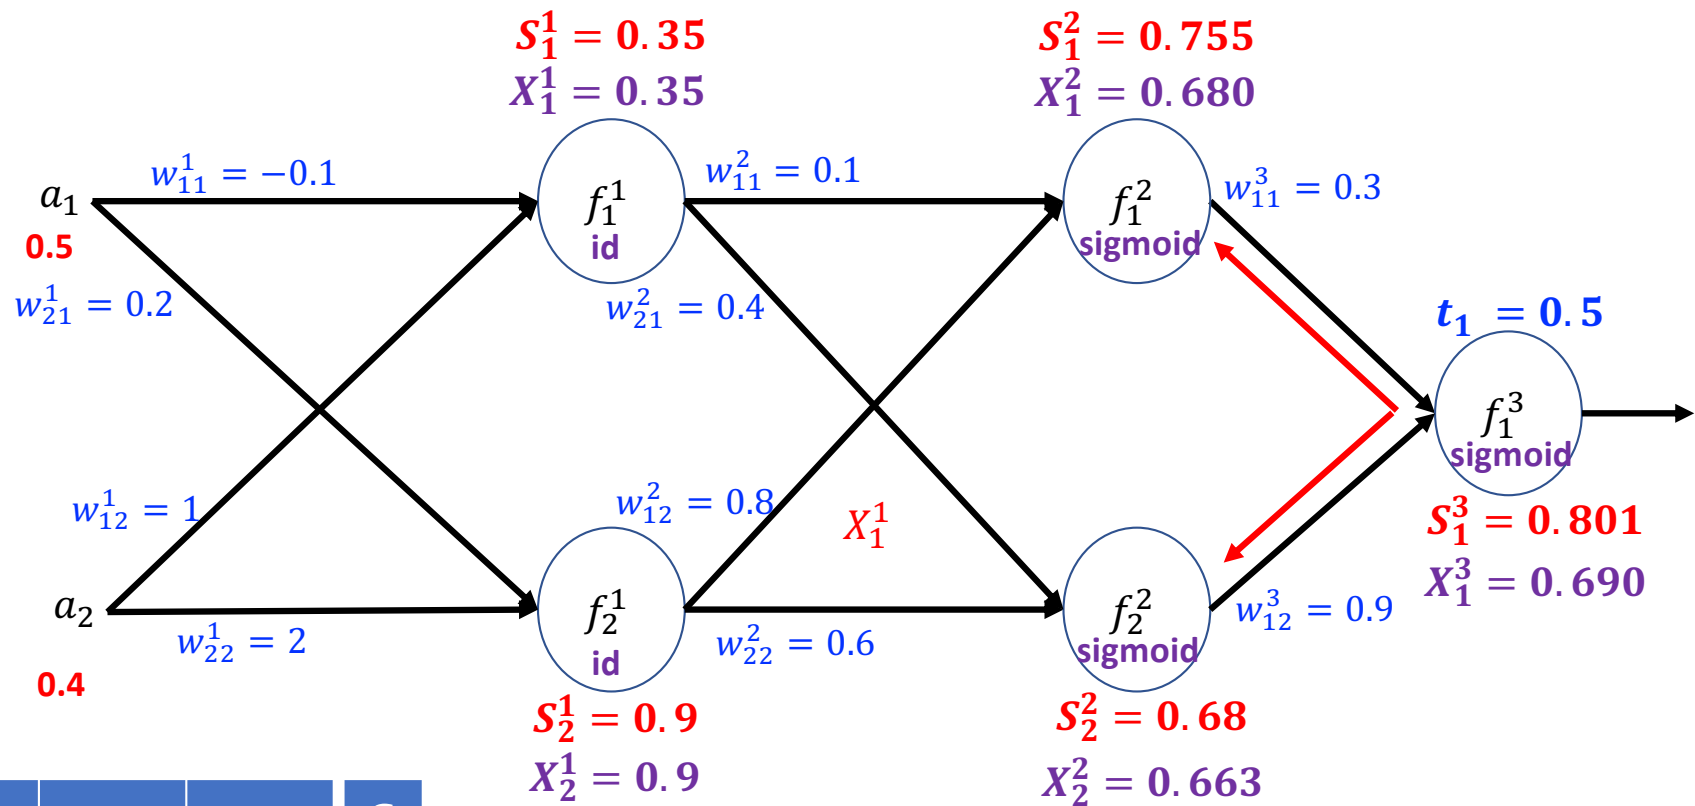 S₁¹ = 0.35
X₁¹ = 0.35
S₁² = 0.755
X₁² = 0.680
w₁₁¹ = −0.1
w₁₁² = 0.1
w₁₁³ = 0.3
a₁
0.5
f₁¹
id
f₁²
sigmoid
w₂₁¹ = 0.2
w₂₁² = 0.4
t₁ = 0.5
f₁³
sigmoid
w₁₂¹ = 1
w₁₂² = 0.8
X₁¹
S₁³ = 0.801
X₁³ = 0.690
a₂
0.4
w₂₂¹ = 2
f₂¹
id
w₂₂² = 0.6
f₂²
sigmoid
w₁₂³ = 0.9
S₂¹ = 0.9
X₂¹ = 0.9
S₂² = 0.68
X₂² = 0.663